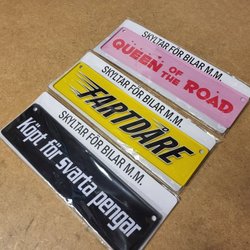 SKYLTAR FÖR BILAR M.M.
QUEEN OF THE ROAD
SKYLTAR FÖR BILAR M.M.
FARTDÅRE
SKYLTAR FÖR BILAR M.M.
Köpt för svarta pengar